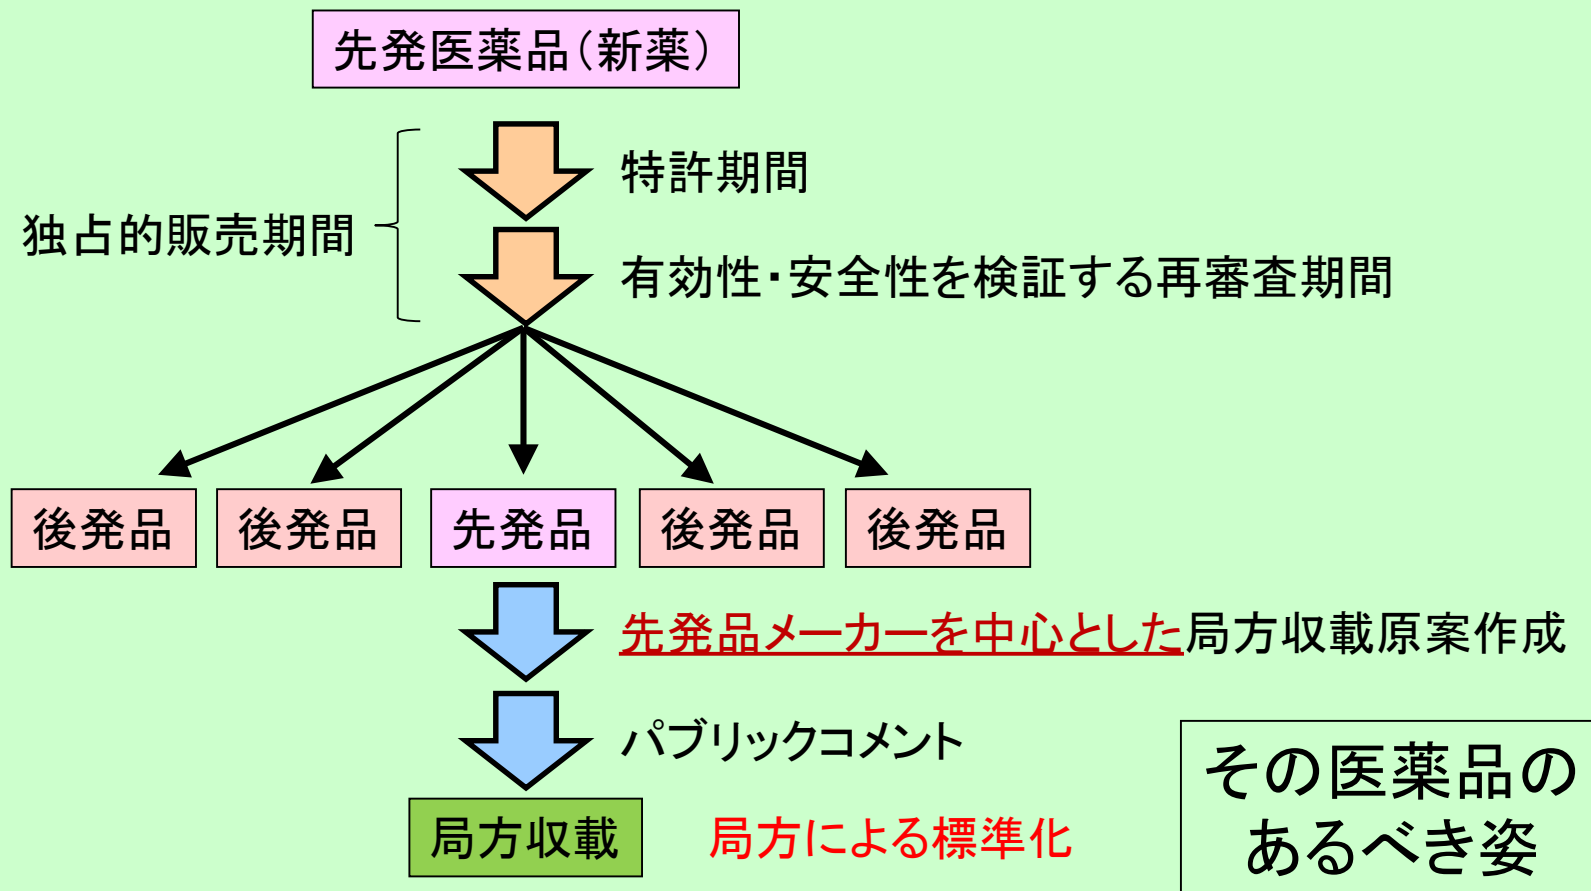 先発医薬品（新薬）
特許期間
独占的販売期間
有効性・安全性を検証する再審査期間
後発品
後発品
先発品
後発品
後発品
先発品メーカーを中心とした局方収載原案作成
パブリックコメント
局方収載
局方による標準化
その医薬品の
あるべき姿